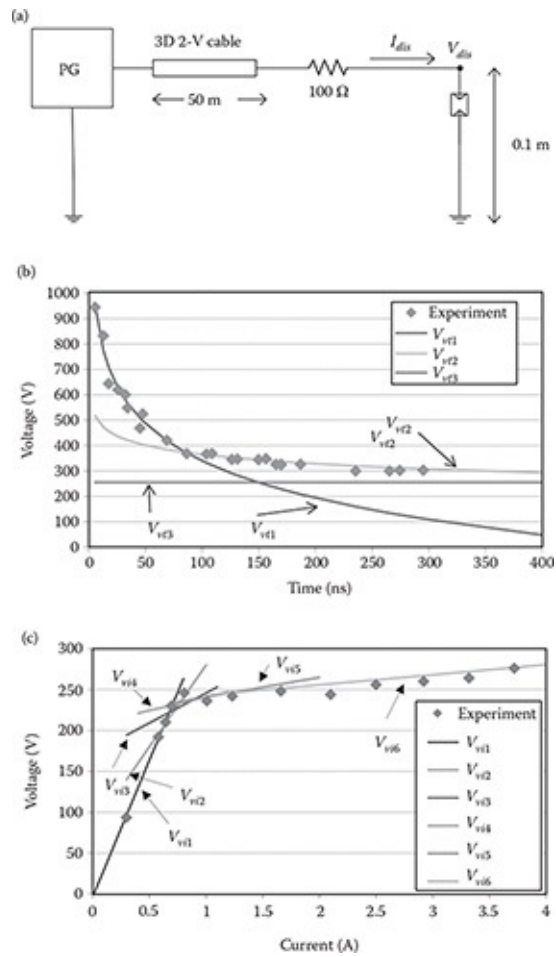 (a)
3D 2-V cable
I_dis
V_dis
PG
50 m
100 Ω
0.1 m
(b)
1000
900
800
700
600
500
400
300
200
100
0
Voltage (V)
Experiment
V_vt1
V_vt2
V_vt3
V_vt2
V_vt2
V_vt3
V_vt1
0
50
100
150
200
250
300
350
400
Time (ns)
(c)
300
250
200
150
100
50
0
Voltage (V)
V_vi4
V_vi5
V_vi6
V_vi3
V_vi2
V_vi1
Experiment
V_vi1
V_vi2
V_vi3
V_vi4
V_vi5
V_vi6
0
0.5
1
1.5
2
2.5
3
3.5
4
Current (A)